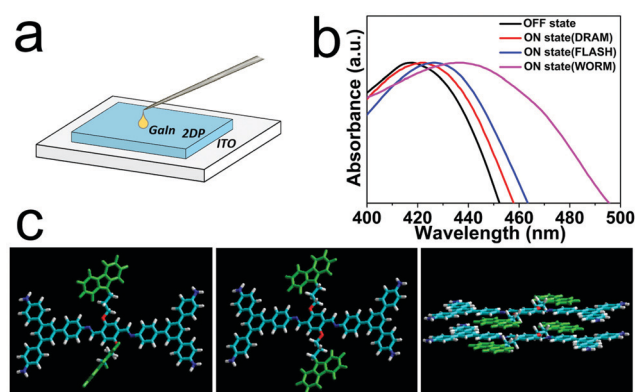 a
GaIn 2DP
ITO
b
Absorbance (a.u.)
OFF state
ON state(DRAM)
ON state(FLASH)
ON state(WORM)
400 420 440 460 480 500
Wavelength (nm)
c